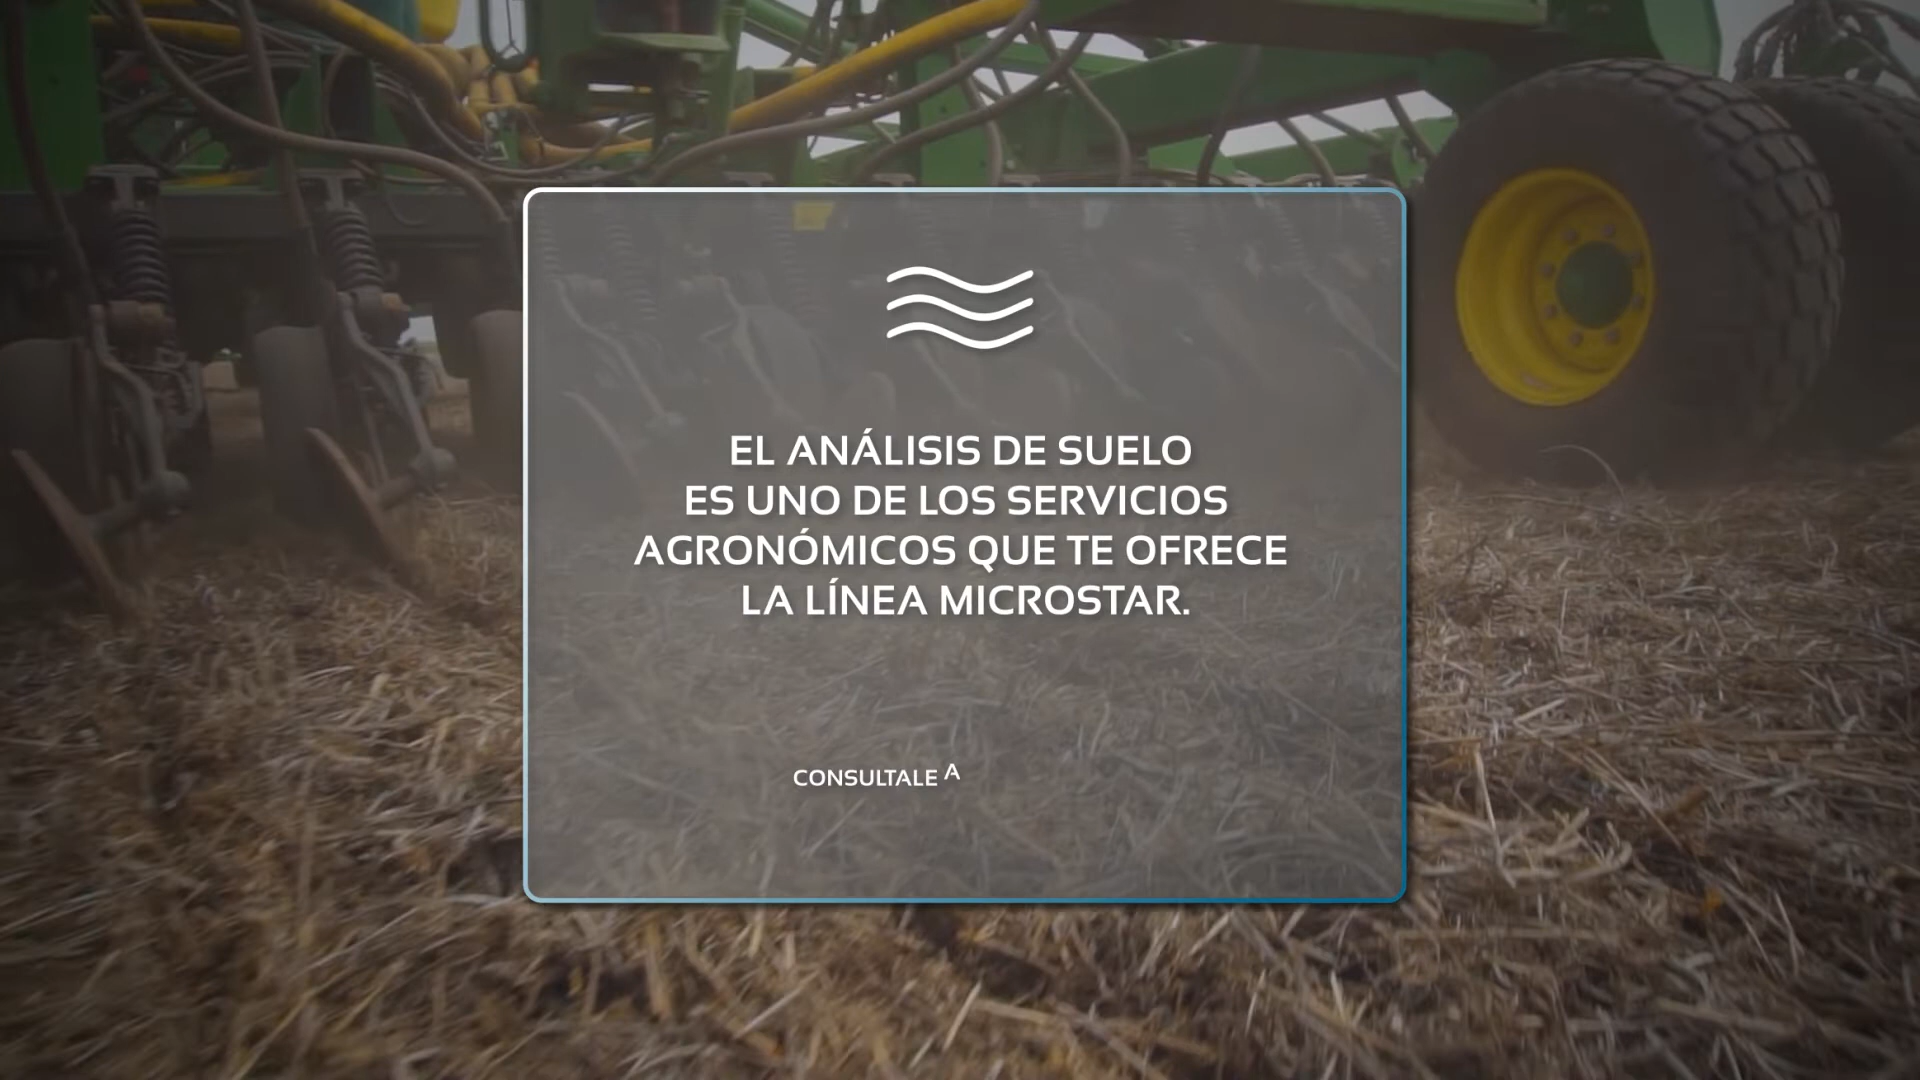 EL ANÁLISIS DE SUELO
ES UNO DE LOS SERVICIOS
AGRONÓMICOS QUE TE OFRECE
LA LÍNEA MICROSTAR.
CONSULTALE A